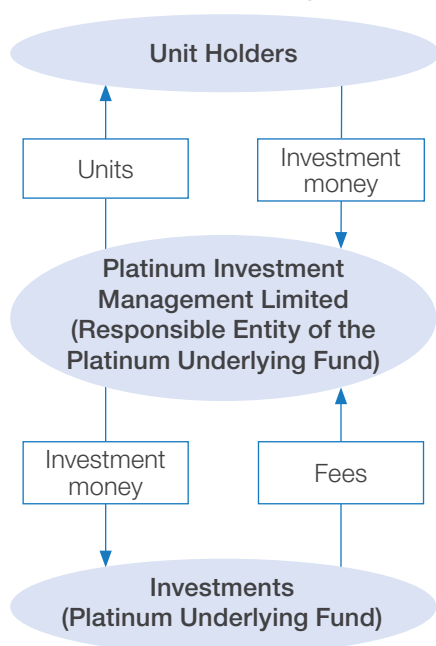 Unit Holders
Units
Investment
money
Platinum Investment
Management Limited
(Responsible Entity of the
Platinum Underlying Fund)
Investment
money
Fees
Investments
(Platinum Underlying Fund)